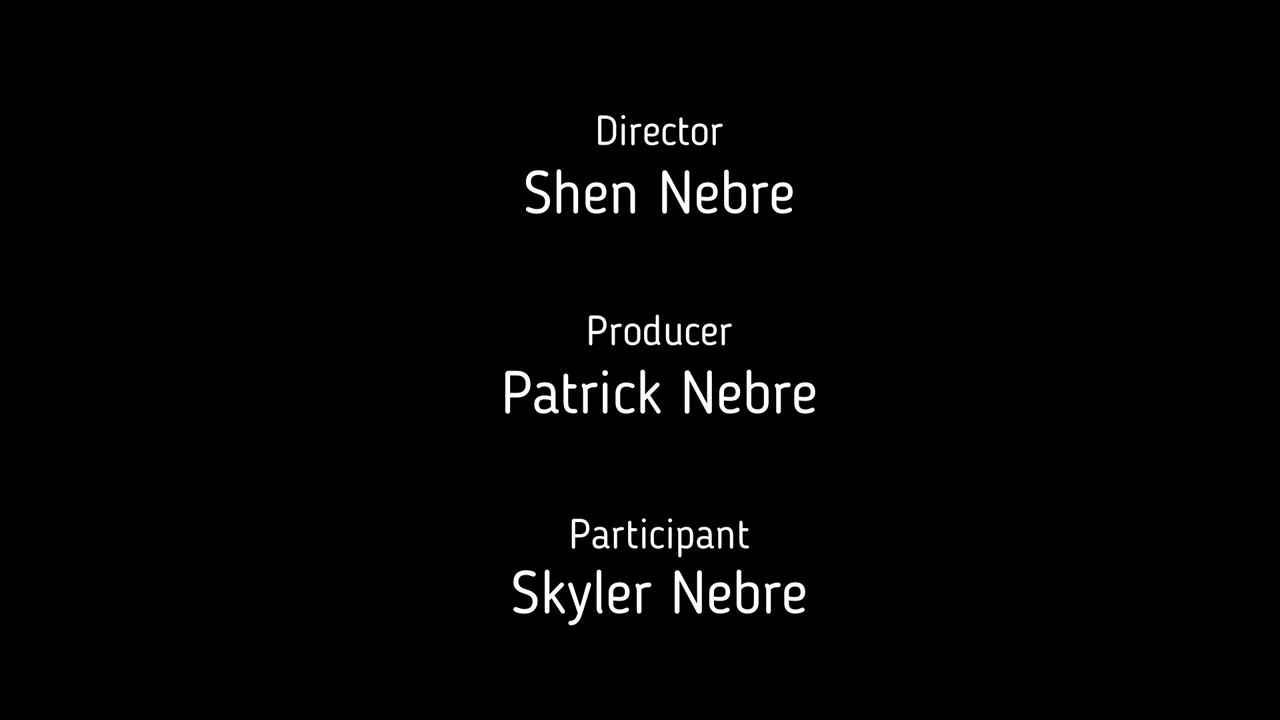 Director
Shen Nebre
Producer
Patrick Nebre
Participant
Skyler Nebre